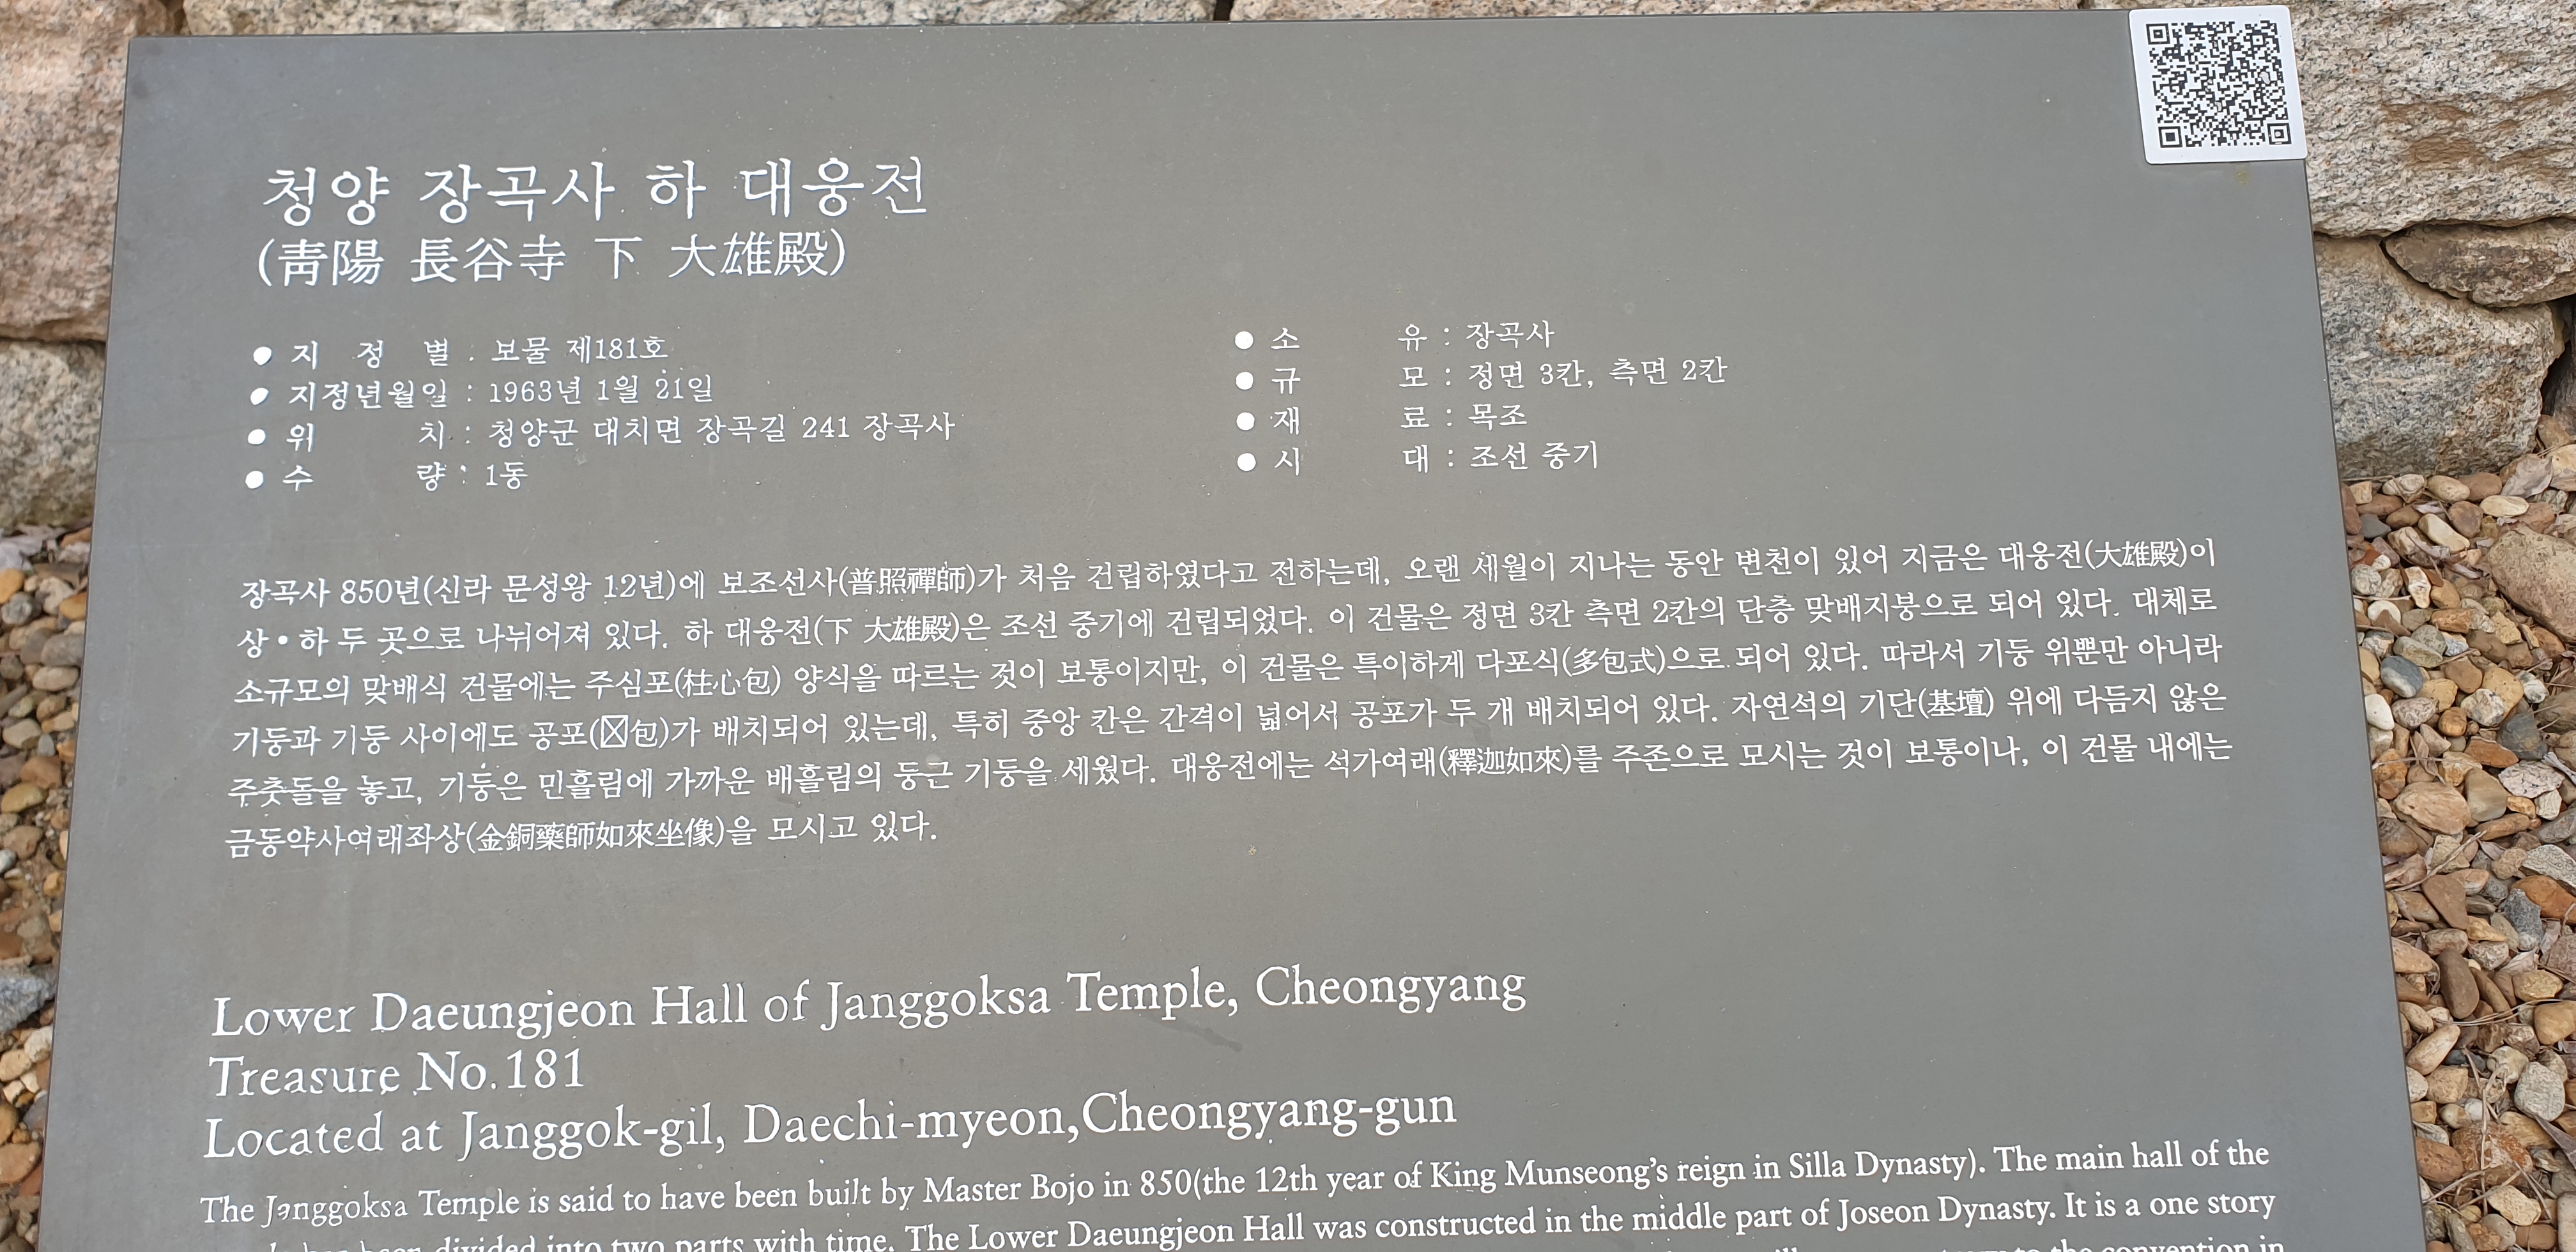 청양 장곡사 하 대웅전
(靑陽 長谷寺 下 大雄殿)
● 지 정 별 : 보물 제181호
● 지정년월일 : 1963년 1월 21일
● 위 치 : 청양군 대치면 장곡길 241 장곡사
● 수 량 : 1동
● 소 유 : 장곡사
● 규 모 : 정면 3칸, 측면 2칸
● 재 료 : 목조
● 시 대 : 조선 중기
장곡사 850년(신라 문성왕 12년)에 보조선사(普照禪師)가 처음 건립하였다고 전하는데, 오랜 세월이 지나는 동안 변천이 있어 지금은 대웅전(大雄殿)이
상·하 두 곳으로 나뉘어져 있다. 하 대웅전(下 大雄殿)은 조선 중기에 건립되었다. 이 건물은 정면 3칸 측면 2칸의 단층 맞배지붕으로 되어 있다. 대체로
소규모의 맞배식 건물에는 주심포(柱心包) 양식을 따르는 것이 보통이지만, 이 건물은 특이하게 다포식(多包式)으로 되어 있다. 따라서 기둥 위뿐만 아니라
기둥과 기둥 사이에도 공포(☒包)가 배치되어 있는데, 특히 중앙 칸은 간격이 넓어서 공포가 두 개 배치되어 있다. 자연석의 기단(基壇) 위에 다듬지 않은
주춧돌을 놓고, 기둥은 민흘림에 가까운 배흘림의 둥근 기둥을 세웠다. 대웅전에는 석가여래(釋迦如來)를 주존으로 모시는 것이 보통이나, 이 건물 내에는
금동약사여래좌상(金銅藥師如來坐像)을 모시고 있다.
Lower Daeungjeon Hall of Janggoksa Temple, Cheongyang
Treasure No.181
Located at Janggok-gil, Daechi-myeon,Cheongyang-gun
The Janggoksa Temple is said to have been built by Master Bojo in 850(the 12th year of King Munseong's reign in Silla Dynasty). The main hall of the
been divided into two parts with time. The Lower Daeungjeon Hall was constructed in the middle part of Joseon Dynasty. It is a one story
to the convention in